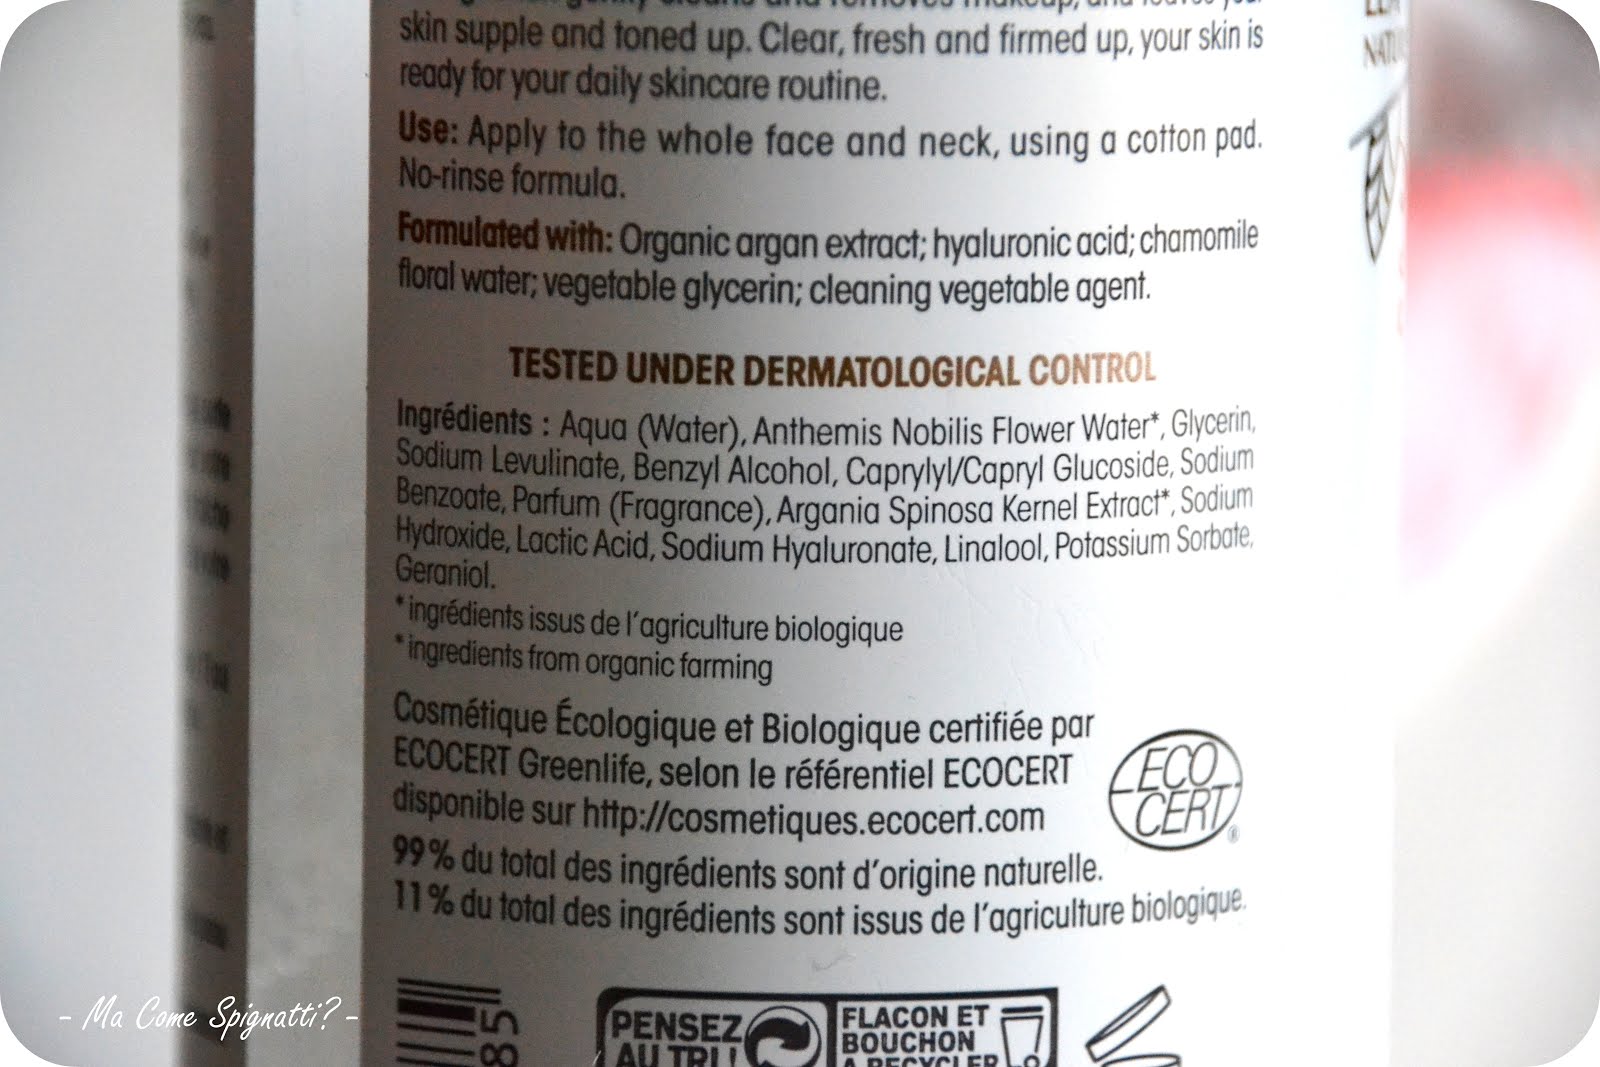 skin supple and toned up. Clear, fresh and firmed up, your skin is
ready for your daily skincare routine.
Use: Apply to the whole face and neck, using a cotton pad.
No-rinse formula.
Formulated with: Organic argan extract; hyaluronic acid; chamomile
floral water; vegetable glycerin; cleaning vegetable agent.
TESTED UNDER DERMATOLOGICAL CONTROL
Ingrédients : Aqua (Water), Anthemis Nobilis Flower Water*, Glycerin,
Sodium Levulinate, Benzyl Alcohol, Caprylyl/Capryl Glucoside, Sodium
Benzoate, Parfum (Fragrance), Argania Spinosa Kernel Extract*, Sodium
Hydroxide, Lactic Acid, Sodium Hyaluronate, Linalool, Potassium Sorbate,
Geraniol.
*ingrédients issus de l'agriculture biologique
*ingredients from organic farming
Cosmétique Écologique et Biologique certifiée par
ECOCERT Greenlife, selon le référentiel ECOCERT
disponible sur http://cosmetiques.ecocert.com
ECO
CERT®
99% du total des ingrédients sont d'origine naturelle.
11% du total des ingrédients sont issus de l'agriculture biologique.
85
PENSEZ
AU TRI !
FLACON ET
BOUCHON
A RECYCLER
- Ma Come Spignatti? -